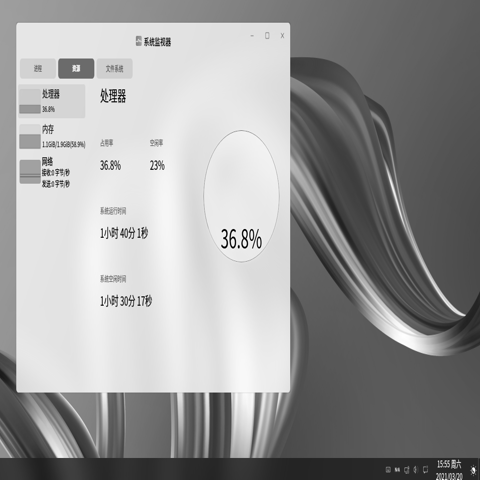 系统监视器
进程
资源
文件系统
处理器
36.8%
内存
1.1GiB/1.9GiB(58.9%)
网络
接收:0 字节/秒
发送:0 字节/秒
处理器
占用率
空闲率
36.8%
23%
系统运行时间
1小时 40分 1秒
系统空闲时间
1小时 30分 17秒
36.8%
15:55 周六
2021/03/20